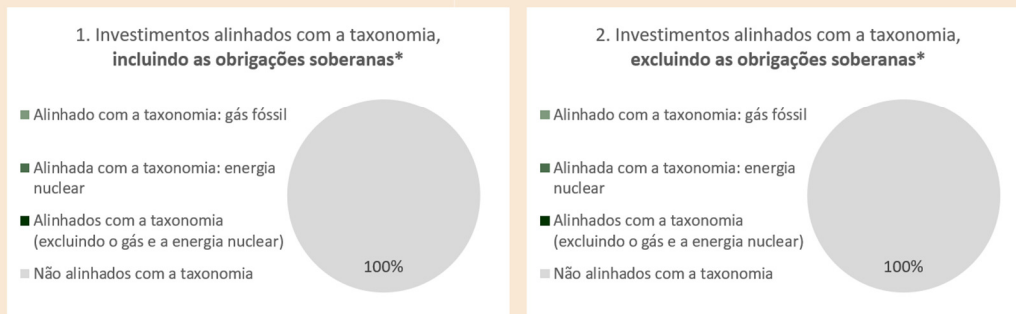 1. Investimentos alinhados com a taxonomia,
incluindo as obrigações soberanas*
Alinhado com a taxonomia: gás fóssil
Alinhada com a taxonomia: energia
nuclear
Alinhados com a taxonomia
(excluindo o gás e a energia nuclear)
Não alinhados com a taxonomia
100%
2. Investimentos alinhados com a taxonomia,
excluindo as obrigações soberanas*
Alinhado com a taxonomia: gás fóssil
Alinhada com a taxonomia: energia
nuclear
Alinhados com a taxonomia
(excluindo o gás e a energia nuclear)
Não alinhados com a taxonomia
100%